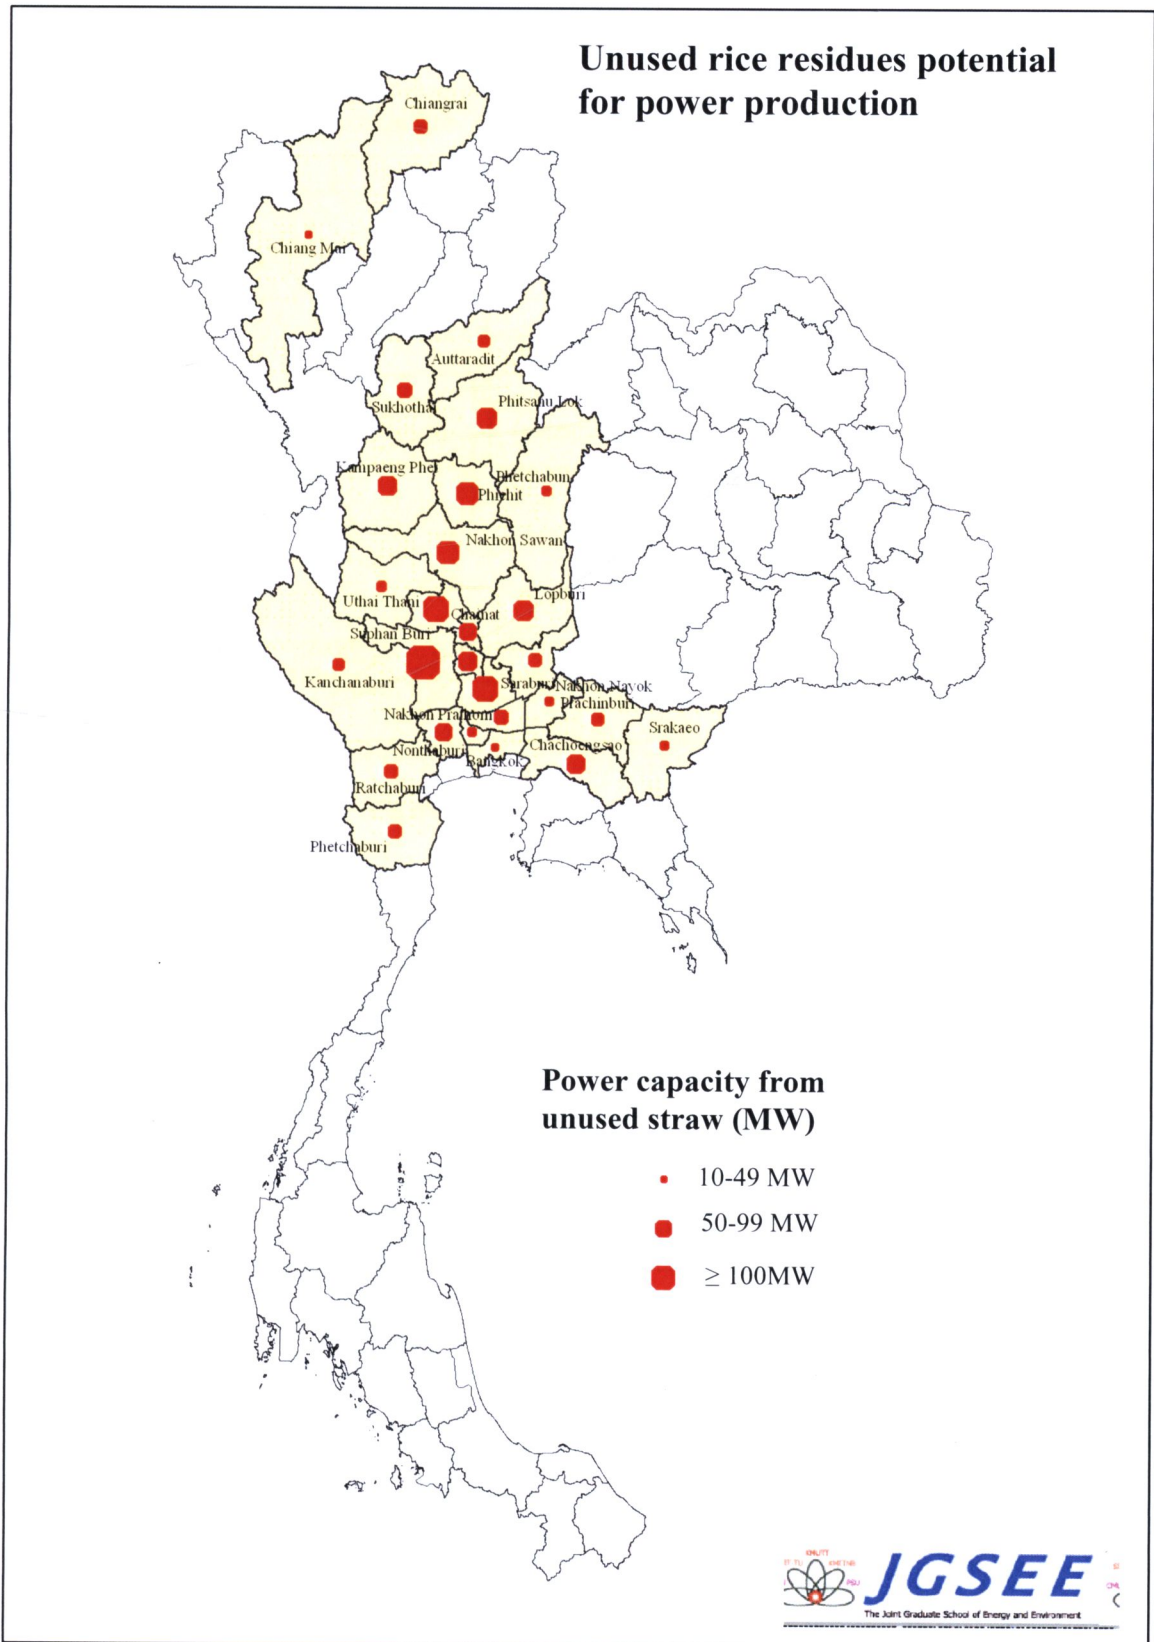 Unused rice residues potential
for power production
Chiangrai
Chiang Mai
Auttaradit
Sukhothai
Phitsanu Lok
Kampaeng Phet
Phetchabun
Phichit
Nakhon Sawan
Uthai Thani
Lopburi
Chainat
Suphan Buri
Kanchanaburi
Saraburi
Nakhon Nayok
Prachinburi
Nakhon Prathom
Srakaeo
Nonthaburi
Bangkok
Chachoengsao
Ratchaburi
Phetchaburi
Power capacity from
unused straw (MW)
10-49 MW
50-99 MW
≥ 100MW
KMUTT
PSU
JGSEE
The Joint Graduate School of Energy and Environment